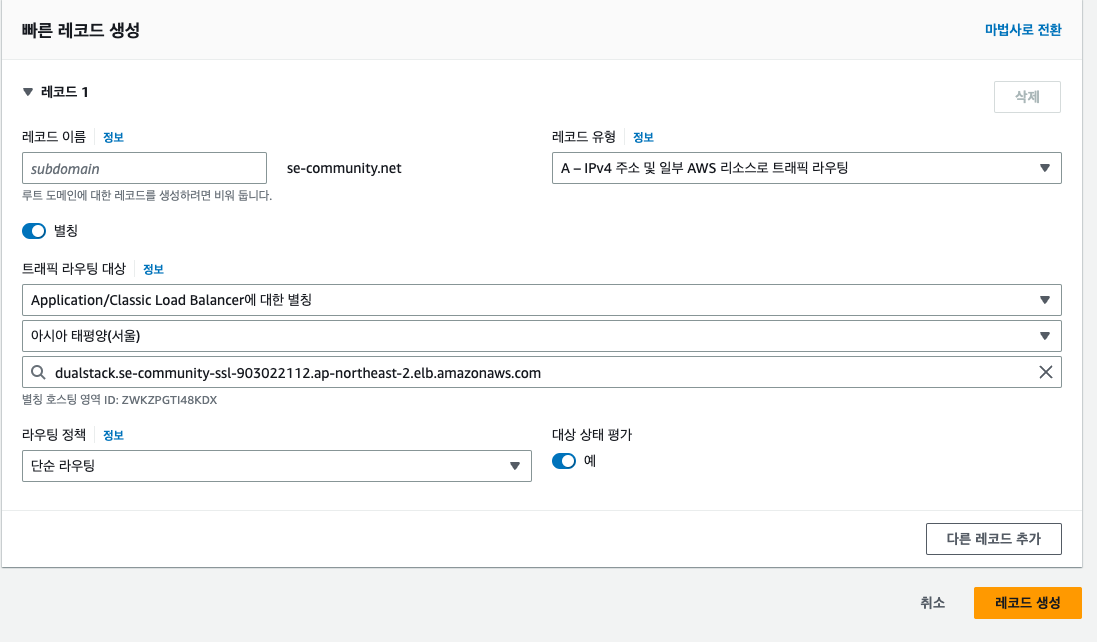 빠른 레코드 생성
마법사로 전환
레코드 1
삭제
레코드 이름 정보
레코드 유형 정보
subdomain
se-community.net
A – IPv4 주소 및 일부 AWS 리소스로 트래픽 라우팅
루트 도메인에 대한 레코드를 생성하려면 비워 둡니다.
별칭
트래픽 라우팅 대상 정보
Application/Classic Load Balancer에 대한 별칭
아시아 태평양(서울)
dualstack.se-community-ssl-903022112.ap-northeast-2.elb.amazonaws.com
별칭 호스팅 영역 ID: ZWKZPGTI48KDX
라우팅 정책 정보
대상 상태 평가
단순 라우팅
예
다른 레코드 추가
취소
레코드 생성